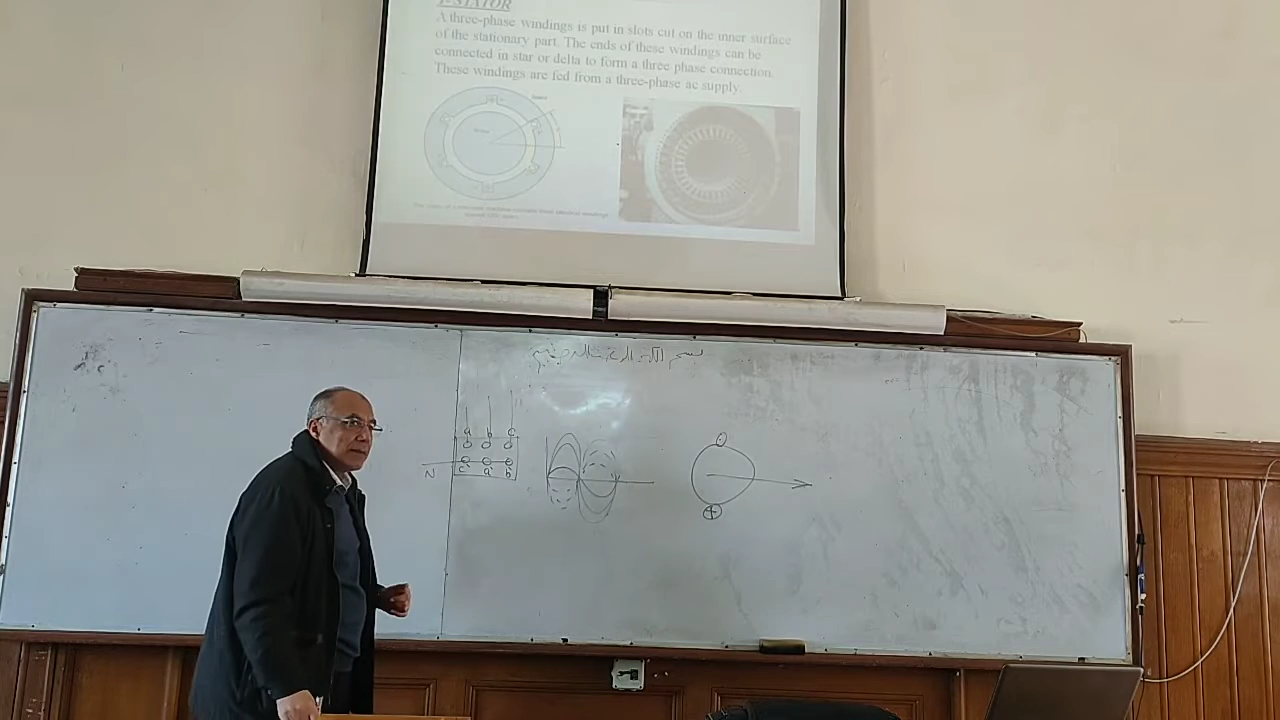 1-STATOR
A three-phase windings is put in slots cut on the inner surface
of the stationary part. The ends of these windings can be
connected in star or delta to form a three phase connection.
These windings are fed from a three-phase ac supply.
بسم الله الرحمن الرحيم
a b c
c' a' b'
N